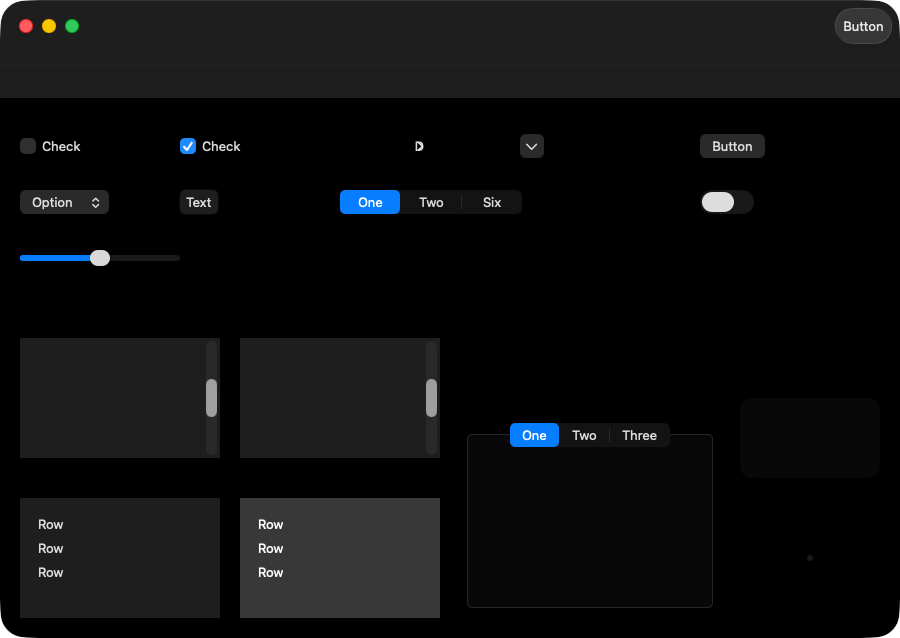 Button
Check
Check
Button
Option
Text
One Two Six
One Two Three
Row
Row
Row
Row
Row
Row